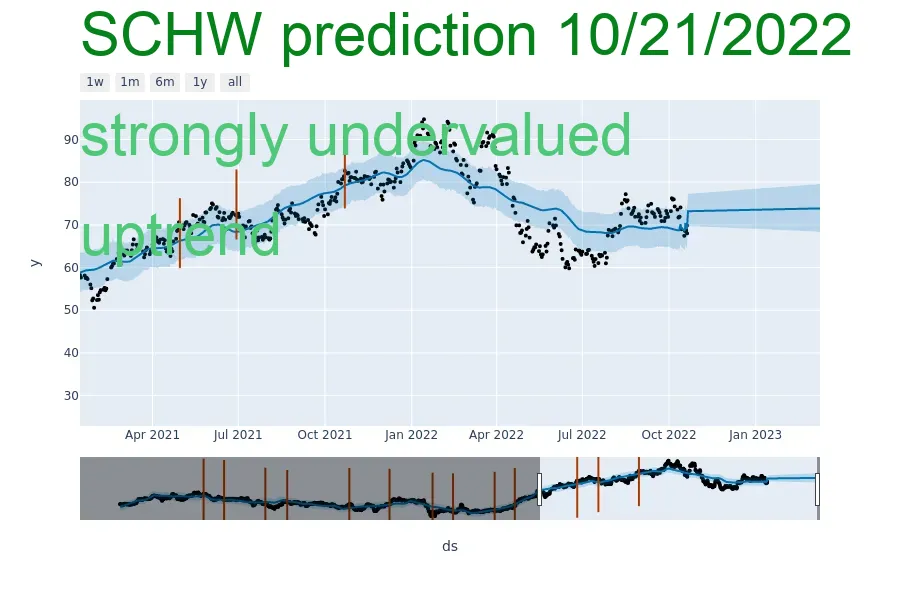 SCHW prediction 10/21/2022
1w 1m 6m 1y all
strongly undervalued
uptrend
90
80
70
60
50
40
30
y
Apr 2021 Jul 2021 Oct 2021 Jan 2022 Apr 2022 Jul 2022 Oct 2022 Jan 2023
ds